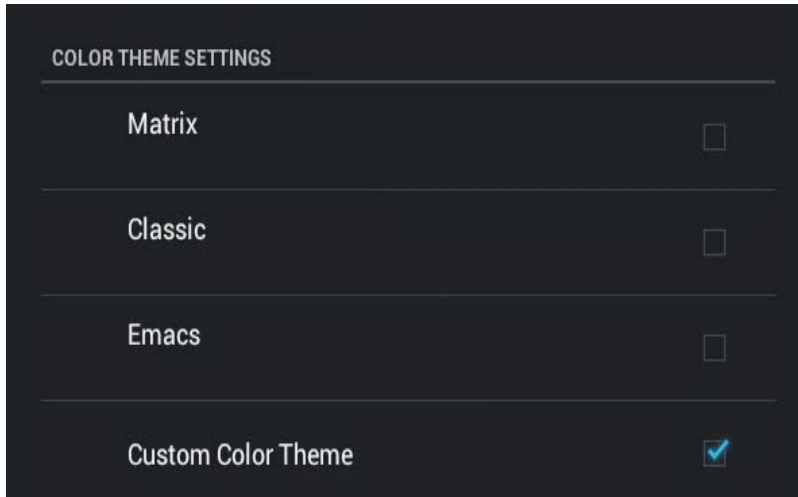 COLOR THEME SETTINGS
Matrix
Classic
Emacs
Custom Color Theme